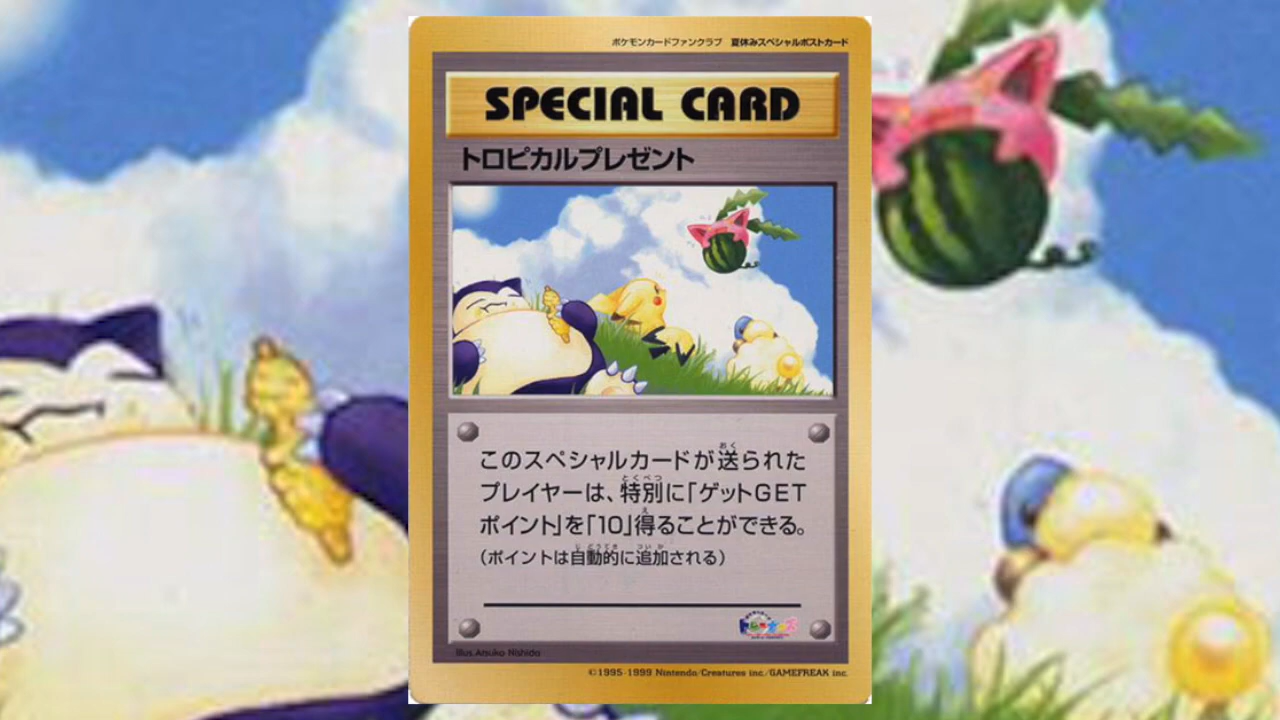 ポケモンカードファンクラブ 夏休みスペシャルポストカード
SPECIAL CARD
トロピカルプレゼント
このスペシャルカードが送られた
プレイヤーは、特別に「ゲットGET
ポイント」を「10」得ることができる。
(ポイントは自動的に追加される)
Illus. Atsuko Nishida
©1995-1999 Nintendo/Creatures inc./GAMEFREAK inc.